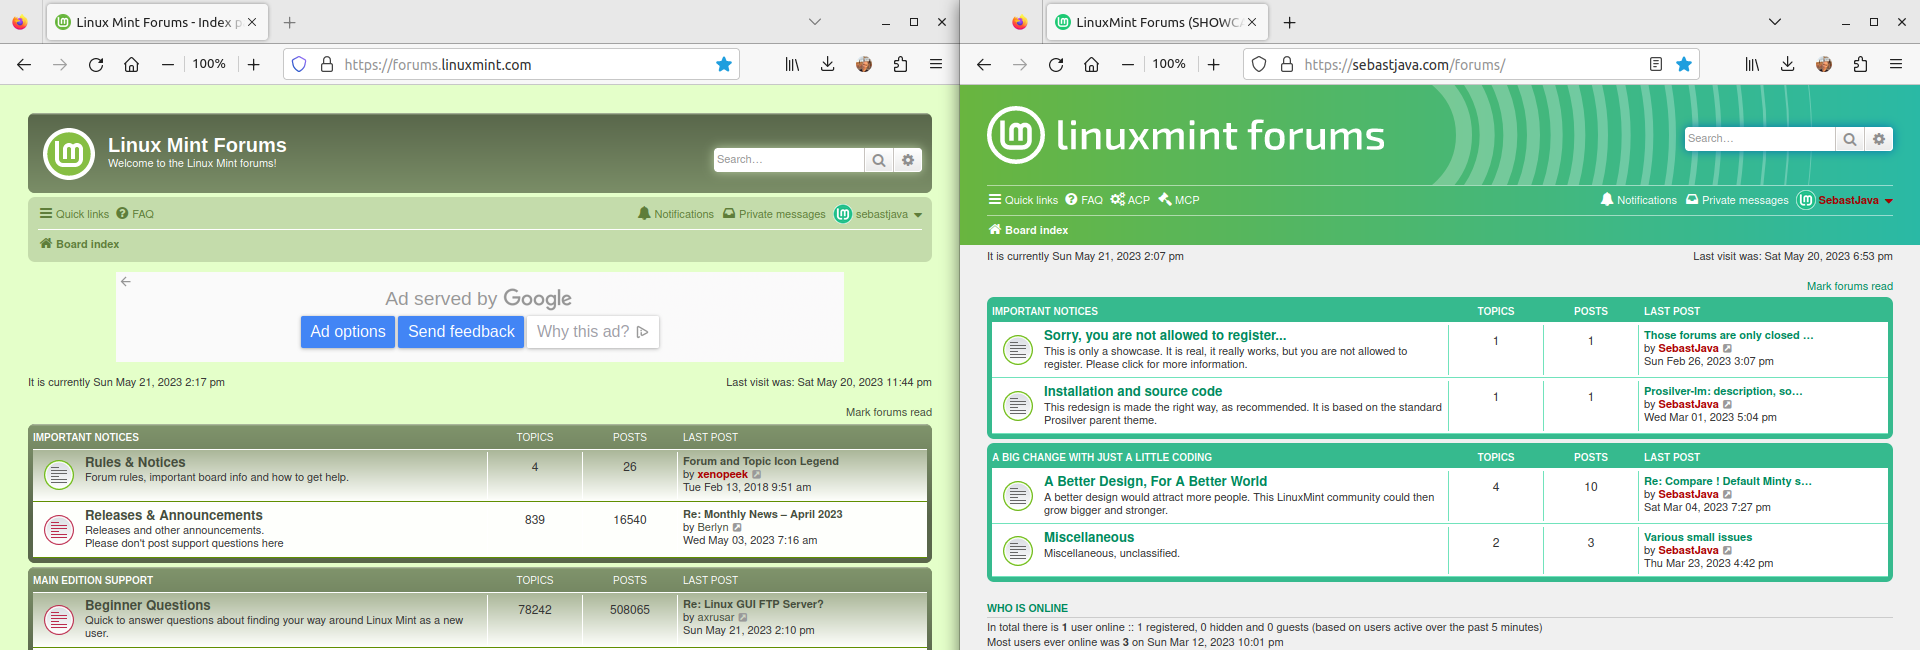 Linux Mint Forums - Index p
100%
https://forums.linuxmint.com
Linux Mint Forums
Welcome to the Linux Mint forums!
Search…
Quick links FAQ
Notifications Private messages sebastjava
Board index
Ad served by Google
Ad options Send feedback Why this ad?
It is currently Sun May 21, 2023 2:17 pm
Last visit was: Sat May 20, 2023 11:44 pm
Mark forums read
IMPORTANT NOTICES TOPICS POSTS LAST POST
Rules & Notices
Forum rules, important board info and how to get help.
4 26
Forum and Topic Icon Legend
by xenopeek
Tue Feb 13, 2018 9:51 am
Releases & Announcements
Releases and other announcements.
Please don't post support questions here
839 16540
Re: Monthly News – April 2023
by Berlyn
Wed May 03, 2023 7:16 am
MAIN EDITION SUPPORT TOPICS POSTS LAST POST
Beginner Questions
Quick to answer questions about finding your way around Linux Mint as a new
user.
78242 508065
Re: Linux GUI FTP Server?
by axrusar
Sun May 21, 2023 2:10 pm
LinuxMint Forums (SHOWCA
100%
https://sebastjava.com/forums/
linuxmint forums
Search…
Quick links FAQ ACP MCP
Notifications Private messages SebastJava
Board index
It is currently Sun May 21, 2023 2:07 pm
Last visit was: Sat May 20, 2023 6:53 pm
Mark forums read
IMPORTANT NOTICES TOPICS POSTS LAST POST
Sorry, you are not allowed to register...
This is only a showcase. It is real, it really works, but you are not allowed to
register. Please click for more information.
1 1
Those forums are only closed …
by SebastJava
Sun Feb 26, 2023 3:07 pm
Installation and source code
This redesign is made the right way, as recommended. It is based on the standard
Prosilver parent theme.
1 1
Prosilver-lm: description, so…
by SebastJava
Wed Mar 01, 2023 5:04 pm
A BIG CHANGE WITH JUST A LITTLE CODING TOPICS POSTS LAST POST
A Better Design, For A Better World
A better design would attract more people. This LinuxMint community could then
grow bigger and stronger.
4 10
Re: Compare ! Default Minty s…
by SebastJava
Sat Mar 04, 2023 7:27 pm
Miscellaneous
Miscellaneous, unclassified.
2 3
Various small issues
by SebastJava
Thu Mar 23, 2023 4:42 pm
WHO IS ONLINE
In total there is 1 user online :: 1 registered, 0 hidden and 0 guests (based on users active over the past 5 minutes)
Most users ever online was 3 on Sun Mar 12, 2023 10:01 pm